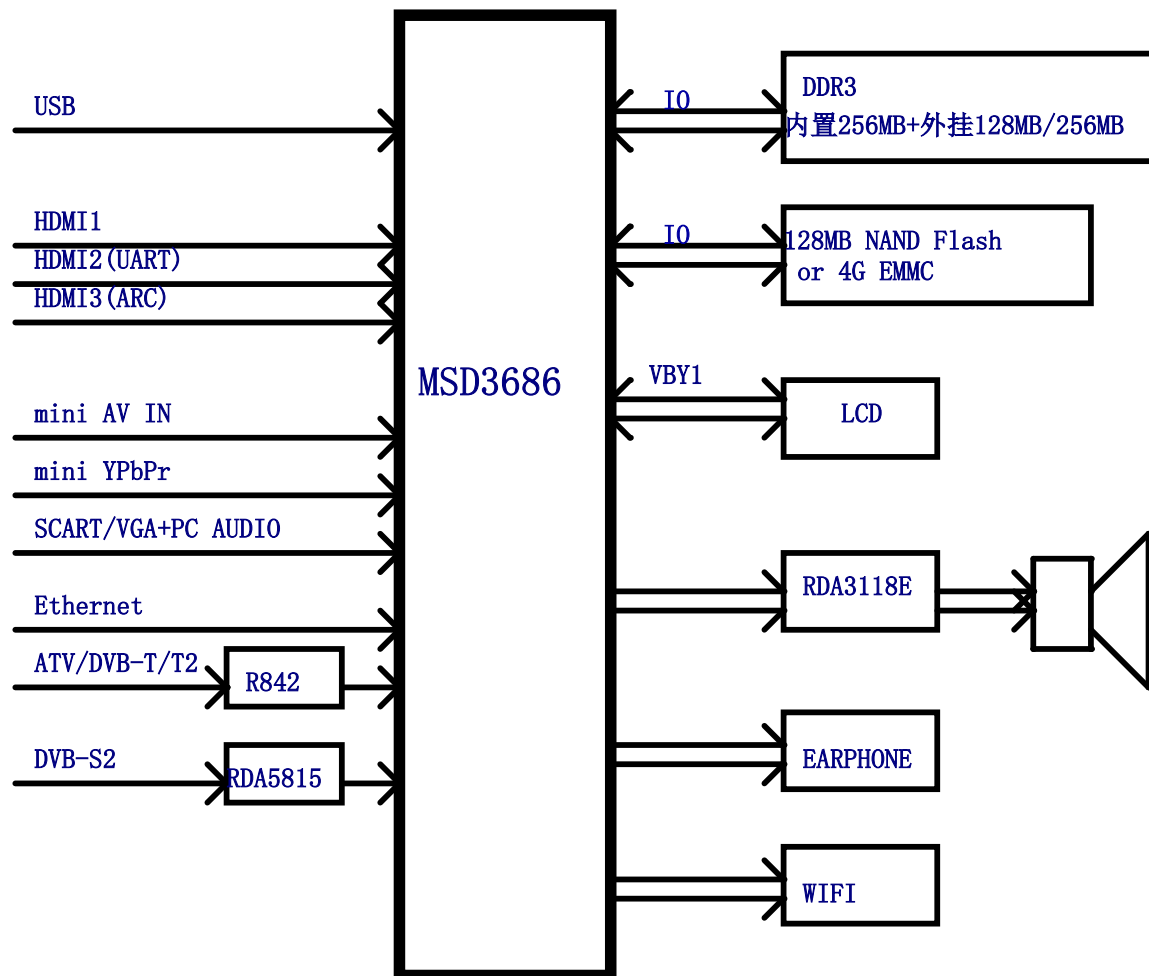 USB
HDMI1
HDMI2(UART)
HDMI3(ARC)
mini AV IN
mini YPbPr
SCART/VGA+PC AUDIO
Ethernet
ATV/DVB-T/T2
R842
DVB-S2
RDA5815
MSD3686
IO
DDR3
内置256MB+外挂128MB/256MB
IO
128MB NAND Flash
or 4G EMMC
VBY1
LCD
RDA3118E
EARPHONE
WIFI